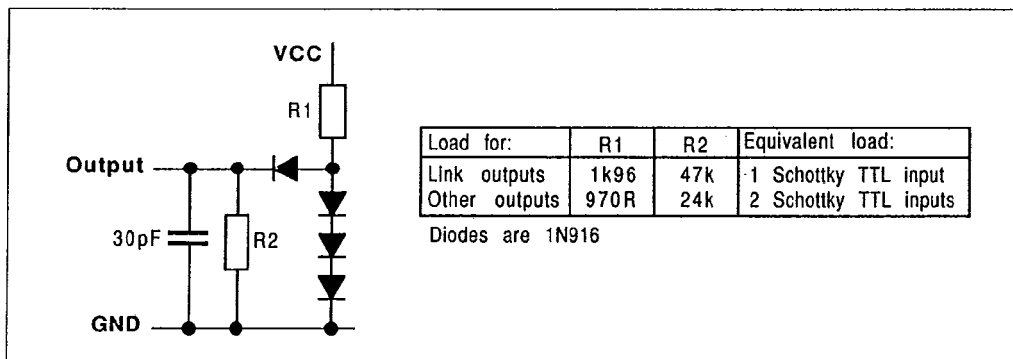 VCC
R1
Output
30pF
R2
GND
Load for: R1 R2 Equivalent load:
Link outputs 1k96 47k 1 Schottky TTL input
Other outputs 970R 24k 2 Schottky TTL inputs
Diodes are 1N916